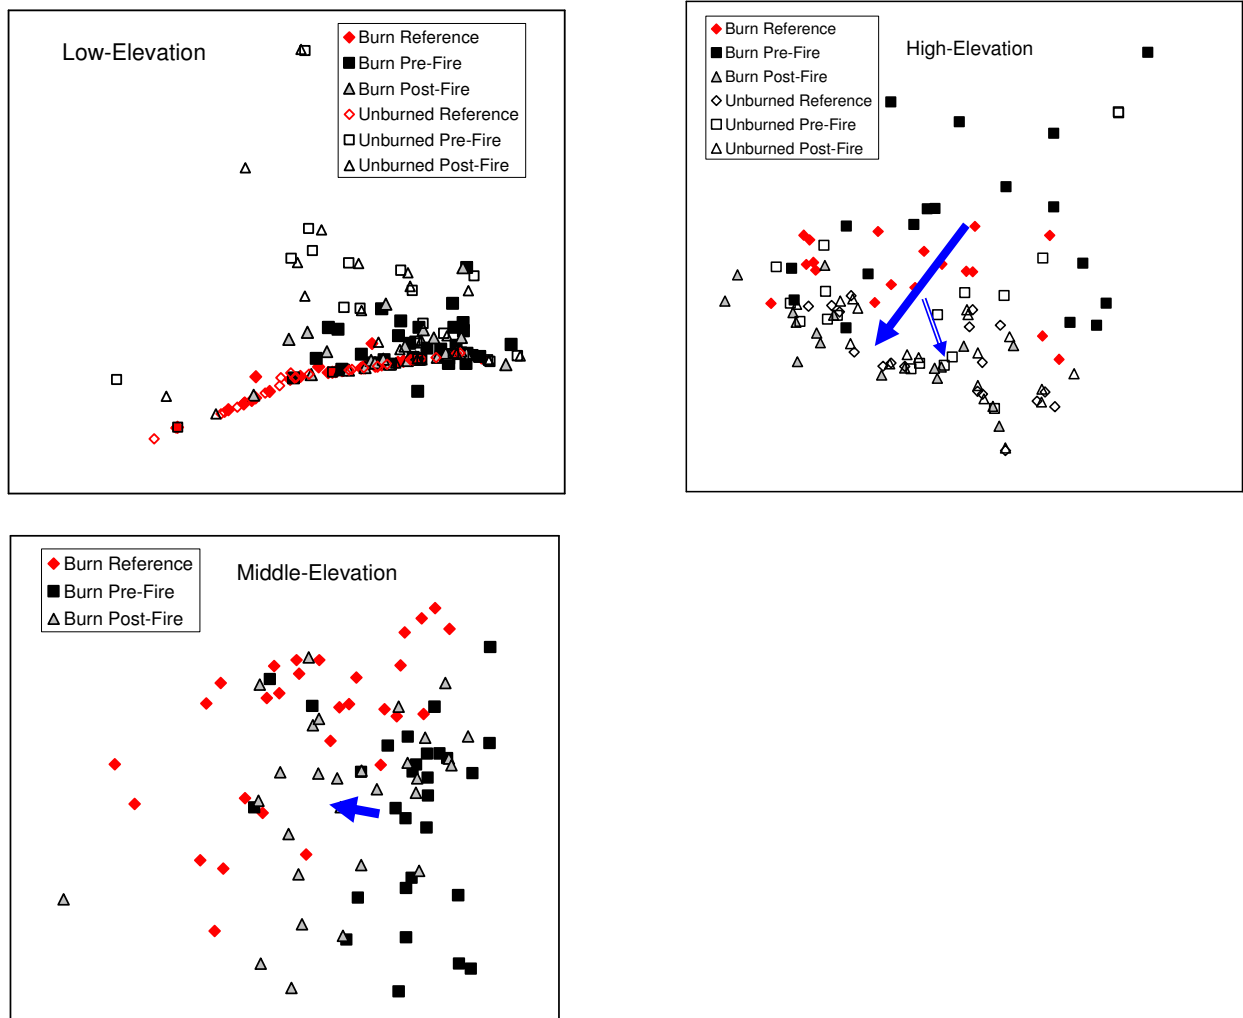 Low-Elevation
Burn Reference
Burn Pre-Fire
Burn Post-Fire
Unburned Reference
Unburned Pre-Fire
Unburned Post-Fire
High-Elevation
Burn Reference
Burn Pre-Fire
Burn Post-Fire
Unburned Reference
Unburned Pre-Fire
Unburned Post-Fire
Middle-Elevation
Burn Reference
Burn Pre-Fire
Burn Post-Fire